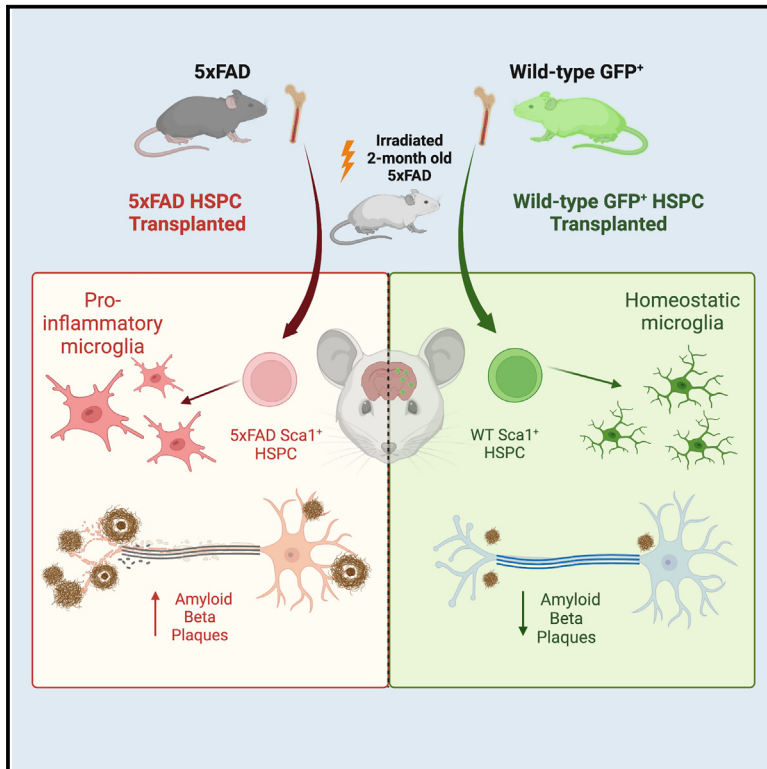 5xFAD
Wild-type GFP⁺
Irradiated
2-month old
5xFAD
5xFAD HSPC
Transplanted
Wild-type GFP⁺ HSPC
Transplanted
Pro-
inflammatory
microglia
5xFAD Sca1⁺
HSPC
Amyloid
Beta
Plaques
Homeostatic
microglia
WT Sca1⁺
HSPC
Amyloid
Beta
Plaques